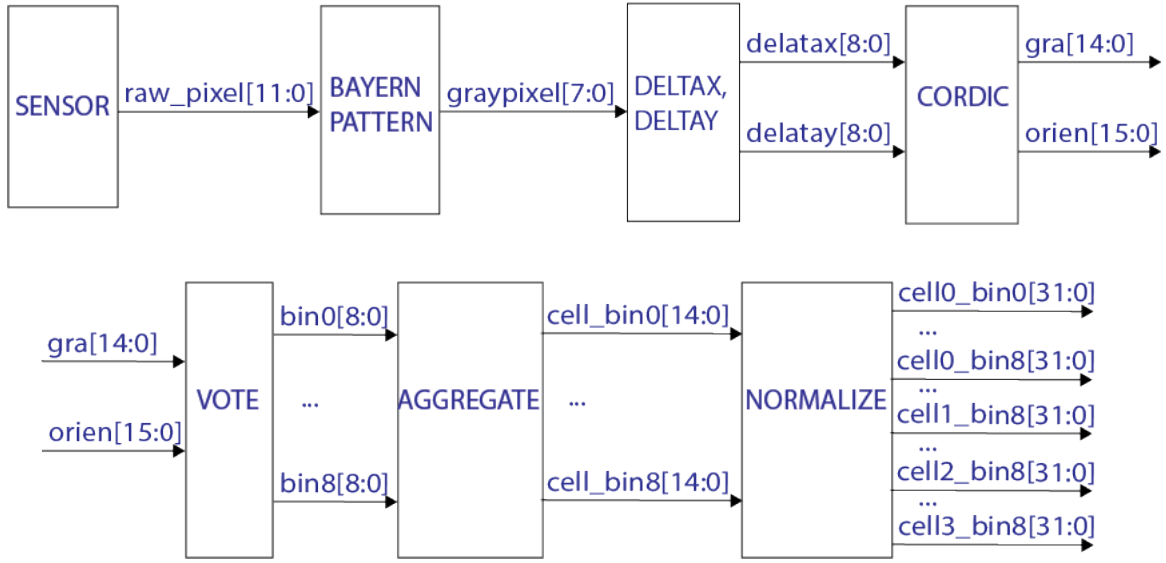 SENSOR
raw_pixel[11:0]
BAYERN
PATTERN
graypixel[7:0]
DELTAX,
DELTAY
delatax[8:0]
delatay[8:0]
CORDIC
gra[14:0]
orien[15:0]
gra[14:0]
orien[15:0]
VOTE
bin0[8:0]
...
bin8[8:0]
AGGREGATE
cell_bin0[14:0]
...
cell_bin8[14:0]
NORMALIZE
cell0_bin0[31:0]
...
cell0_bin8[31:0]
...
cell1_bin8[31:0]
...
cell2_bin8[31:0]
...
cell3_bin8[31:0]